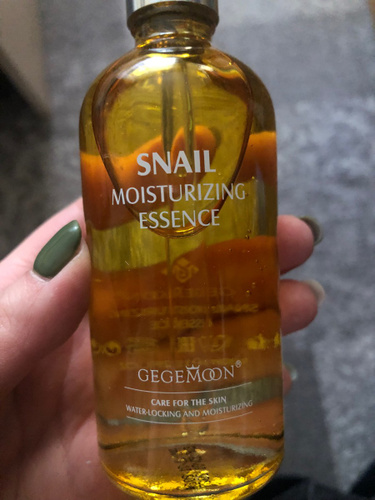 SNAIL
MOISTURIZING
ESSENCE
GEGEMOON®
CARE FOR THE SKIN
WATER-LOCKING AND MOISTURIZING